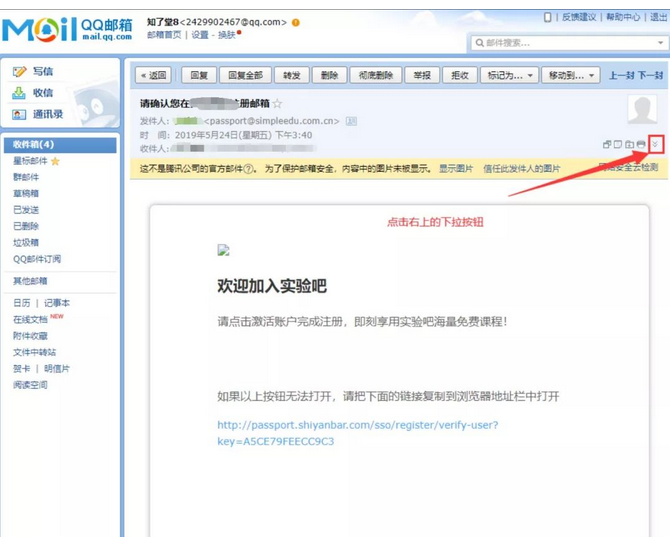 MAil QQ邮箱
mail.qq.com
知了堂8<2429902467@qq.com>
邮箱首页 | 设置 - 换肤
反馈建议 | 帮助中心 | 退出
邮件搜索...
写信
收信
通讯录
收件箱(4)
星标邮件
群邮件
草稿箱
已发送
已删除
垃圾箱
QQ邮件订阅
其他邮箱
日历 | 记事本
在线文档 NEW
附件收藏
文件中转站
贺卡 | 明信片
阅读空间
« 返回 回复 回复全部 转发 删除 彻底删除 举报 拒收 标记为... 移动到... 上一封 下一封
请确认您在 册邮箱
发件人: <passport@simpleedu.com.cn>
时 间: 2019年5月24日(星期五) 下午3:40
收件人:
这不是腾讯公司的官方邮件。 为了保护邮箱安全，内容中的图片未被显示。 显示图片 信任此发件人的图片 安全云检测
点击右上的下拉按钮
欢迎加入实验吧
请点击激活账户完成注册，即刻享用实验吧海量免费课程！
如果以上按钮无法打开，请把下面的链接复制到浏览器地址栏中打开
http://passport.shiyanbar.com/sso/register/verify-user?
key=A5CE79FEECC9C3